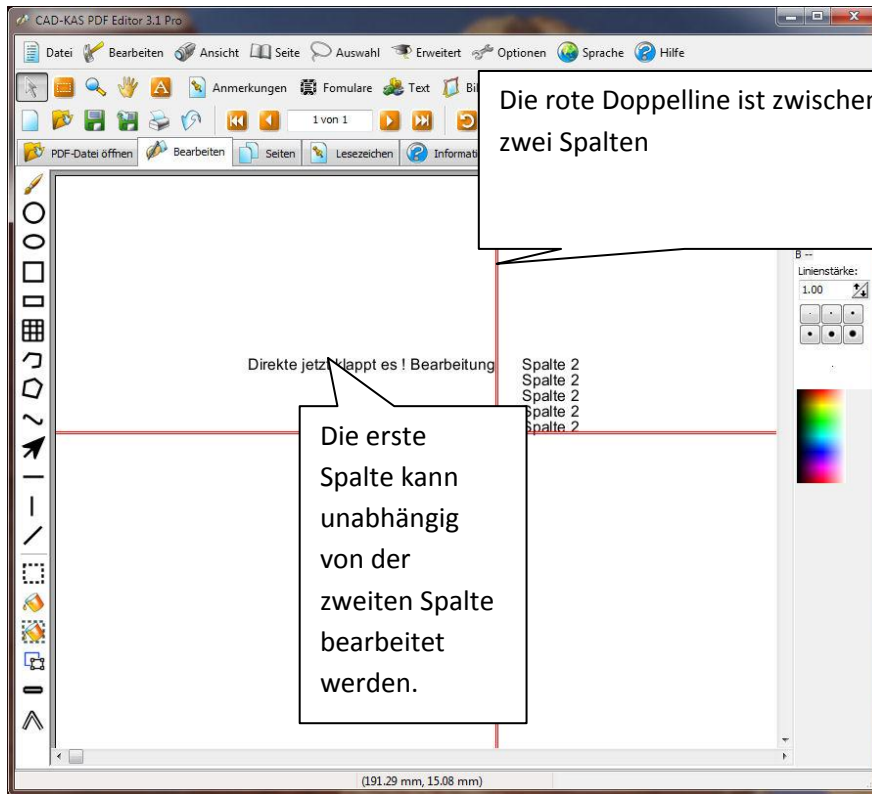 CAD-KAS PDF Editor 3.1 Pro
Datei Bearbeiten Ansicht Seite Auswahl Erweitert Optionen Sprache Hilfe
Anmerkungen Fomulare Text Bil
1 von 1
PDF-Datei öffnen Bearbeiten Seiten Lesezeichen Informati
Die rote Doppelline ist zwischen
zwei Spalten
B --
Linienstärke:
1.00
Direkte jetzt klappt es ! Bearbeitung Spalte 2
Spalte 2
Spalte 2
Spalte 2
Spalte 2
Die erste
Spalte kann
unabhängig
von der
zweiten Spalte
bearbeitet
werden.
(191.29 mm, 15.08 mm)